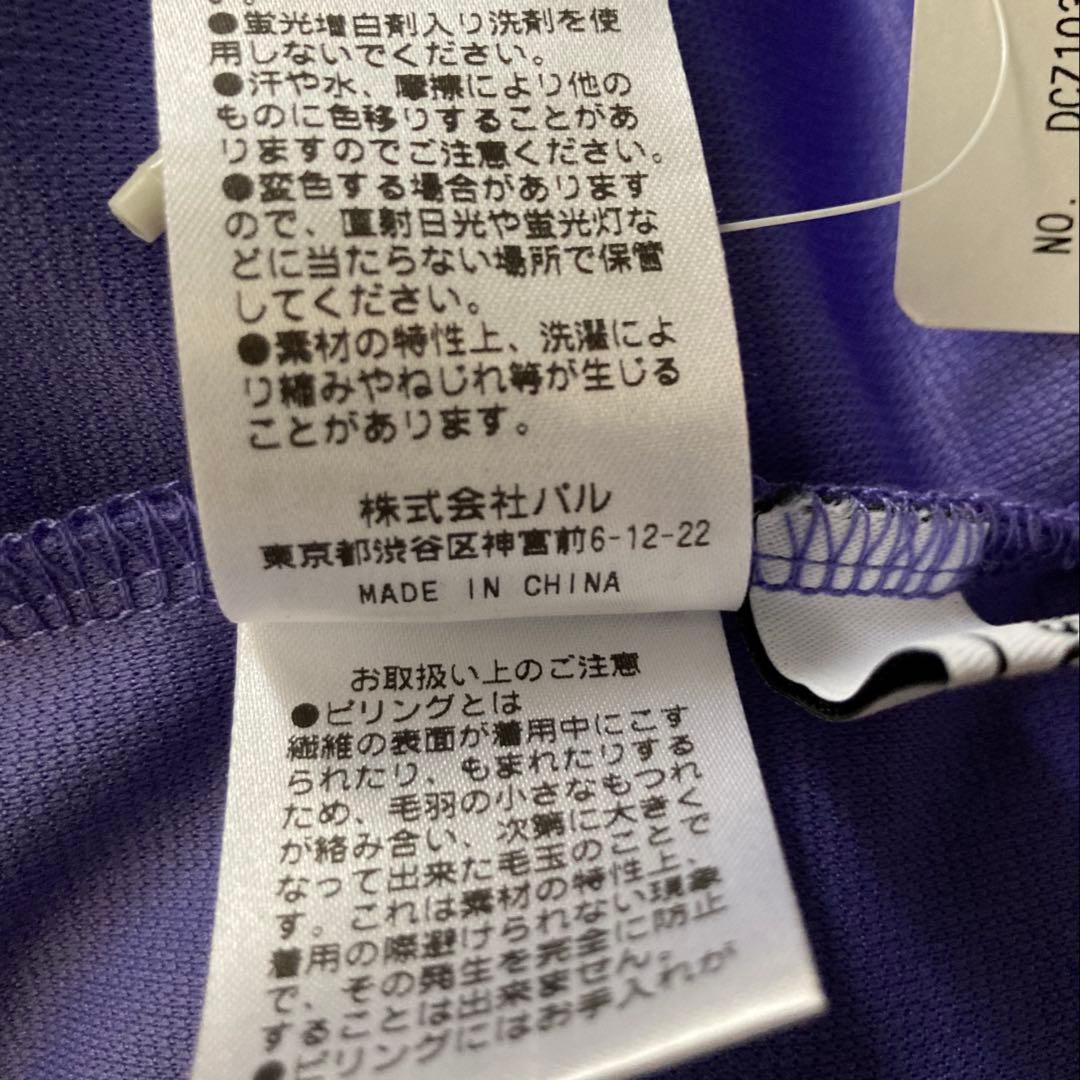 い。
●蛍光増白剤入り洗剤を使
用しないでください。
●汗や水、摩擦により他の
ものに色移りすることがあ
りますのでご注意ください。
●変色する場合があります
ので、直射日光や蛍光灯な
どに当たらない場所で保管
してください。
●素材の特性上、洗濯によ
り縮みやねじれ等が生じる
ことがあります。
株式会社パル
東京都渋谷区神宮前6-12-22
MADE IN CHINA
お取扱い上のご注意
●ピリングとは
繊維の表面が着用中にこす
られたり、もまれたりする
ため、毛羽の小さなもつれ
が絡み合い、次第に大きく
なって出来た毛玉のことで
す。これは素材の特性上、
着用の際避けられない現象
で、その発生を完全に防止
することは出来ません。
●ピリングにはお手入れが
NO. DCZ103